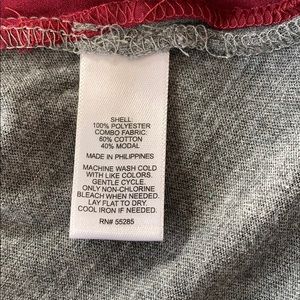 SHELL:
100% POLYESTER
COMBO FABRIC:
60% COTTON
40% MODAL
MADE IN PHILIPPINES
MACHINE WASH COLD
WITH LIKE COLORS.
GENTLE CYCLE.
ONLY NON-CHLORINE
BLEACH WHEN NEEDED.
LAY FLAT TO DRY.
COOL IRON IF NEEDED.
RN# 55285